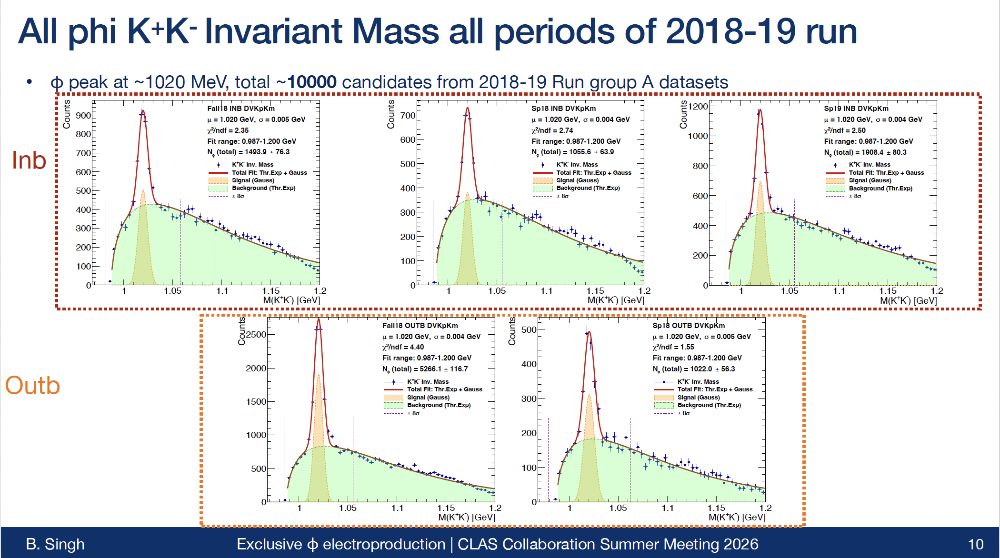 All phi K+K- Invariant Mass all periods of 2018-19 run
• ϕ peak at ~1020 MeV, total ~10000 candidates from 2018-19 Run group A datasets
Inb
Counts
Fall18 INB DVKpKm
μ = 1.020 GeV, σ = 0.005 GeV
χ²/ndf = 2.35
Fit range: 0.987-1.200 GeV
Nϕ (total) = 1493.9 ± 76.3
K⁺K⁻ Inv. Mass
Total Fit: Thr.Exp + Gauss
Signal (Gauss)
Background (Thr.Exp)
± 8σ
900
800
700
600
500
400
300
200
100
0
1 1.05 1.1 1.15 1.2
M(K⁺K⁻) [GeV]
Counts
Sp18 INB DVKpKm
μ = 1.020 GeV, σ = 0.004 GeV
χ²/ndf = 2.74
Fit range: 0.987-1.200 GeV
Nϕ (total) = 1055.6 ± 63.9
K⁺K⁻ Inv. Mass
Total Fit: Thr.Exp + Gauss
Signal (Gauss)
Background (Thr.Exp)
± 8σ
700
600
500
400
300
200
100
0
1 1.05 1.1 1.15 1.2
M(K⁺K⁻) [GeV]
Counts
Sp19 INB DVKpKm
μ = 1.020 GeV, σ = 0.004 GeV
χ²/ndf = 2.50
Fit range: 0.987-1.200 GeV
Nϕ (total) = 1908.4 ± 80.3
K⁺K⁻ Inv. Mass
Total Fit: Thr.Exp + Gauss
Signal (Gauss)
Background (Thr.Exp)
± 8σ
1200
1000
800
600
400
200
0
1 1.05 1.1 1.15 1.2
M(K⁺K⁻) [GeV]
Outb
Counts
Fall18 OUTB DVKpKm
μ = 1.020 GeV, σ = 0.004 GeV
χ²/ndf = 4.40
Fit range: 0.987-1.200 GeV
Nϕ (total) = 5266.1 ± 116.7
K⁺K⁻ Inv. Mass
Total Fit: Thr.Exp + Gauss
Signal (Gauss)
Background (Thr.Exp)
± 8σ
2500
2000
1500
1000
500
0
1 1.05 1.1 1.15 1.2
M(K⁺K⁻) [GeV]
Counts
Sp18 OUTB DVKpKm
μ = 1.020 GeV, σ = 0.005 GeV
χ²/ndf = 1.55
Fit range: 0.987-1.200 GeV
Nϕ (total) = 1022.0 ± 56.3
K⁺K⁻ Inv. Mass
Total Fit: Thr.Exp + Gauss
Signal (Gauss)
Background (Thr.Exp)
± 8σ
500
400
300
200
100
0
1 1.05 1.1 1.15 1.2
M(K⁺K⁻) [GeV]
B. Singh
Exclusive ϕ electroproduction | CLAS Collaboration Summer Meeting 2026
10